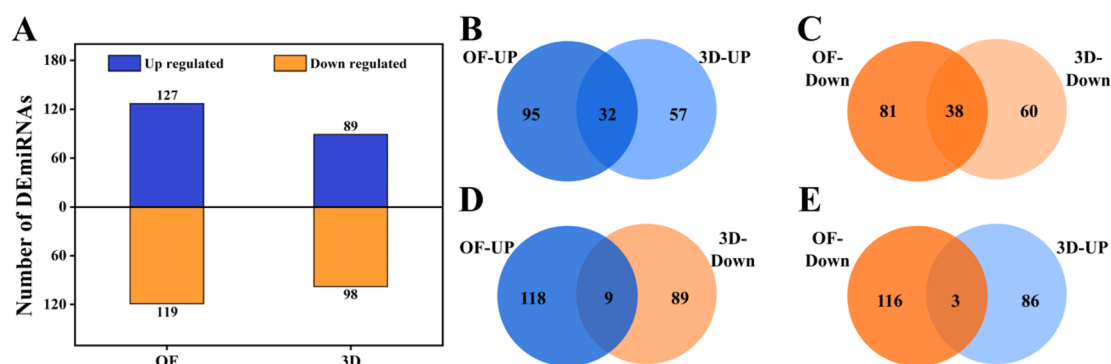 A
Number of DEmiRNAs
180
120
60
0
60
120
Up regulated
Down regulated
127
89
119
98
OF
3D
B
OF-UP
3D-UP
95
32
57
C
OF-
Down
3D-
Down
81
38
60
D
OF-UP
3D-
Down
118
9
89
E
OF-
Down
3D-UP
116
3
86